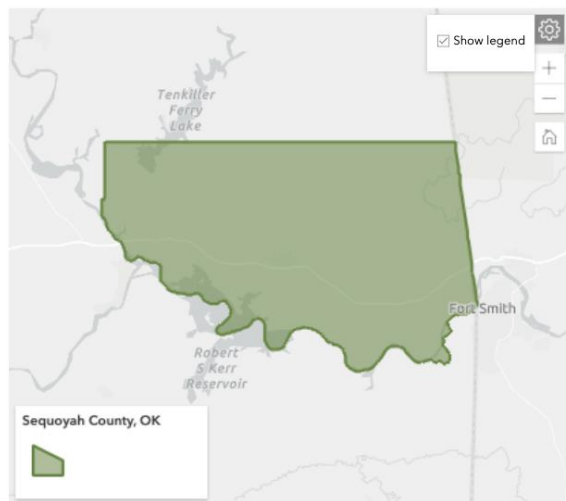 Show legend
Tenkiller
Ferry
Lake
Fort Smith
Robert
S Kerr
Reservoir
Sequoyah County, OK